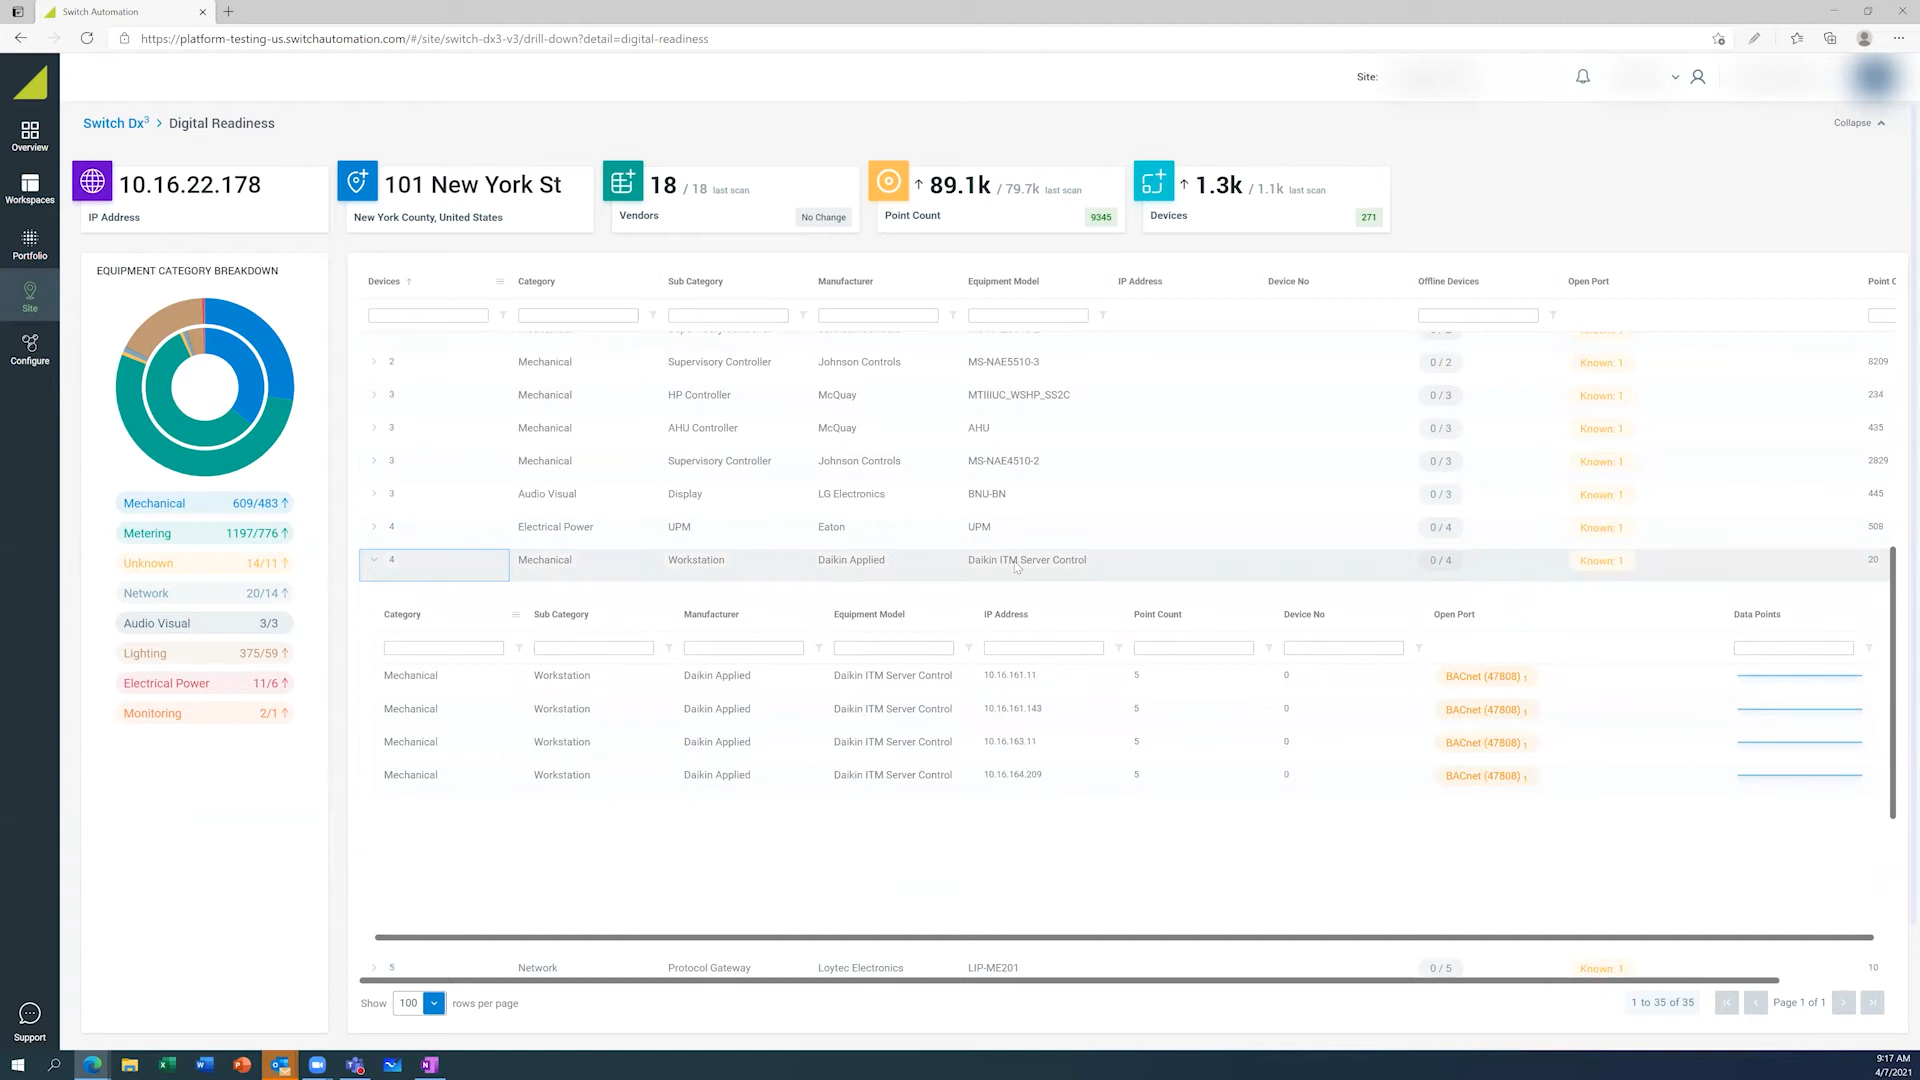 Switch Automation
https://platform-testing-us.switchautomation.com/#/site/switch-dx3-v3/drill-down?detail=digital-readiness
Site:
Overview
Workspaces
Portfolio
Site
Configure
Support
Switch Dx3 > Digital Readiness
Collapse
10.16.22.178
IP Address
101 New York St
New York County, United States
18 / 18 last scan
Vendors
No Change
↑ 89.1k / 79.7k last scan
Point Count
9345
↑ 1.3k / 1.1k last scan
Devices
271
EQUIPMENT CATEGORY BREAKDOWN
Mechanical 609/483 ↑
Metering 1197/776 ↑
Unknown 14/11 ↑
Network 20/14 ↑
Audio Visual 3/3
Lighting 375/59 ↑
Electrical Power 11/6 ↑
Monitoring 2/1 ↑
Devices ↑ Category Sub Category Manufacturer Equipment Model IP Address Device No Offline Devices Open Port Point C
2 Mechanical Supervisory Controller Johnson Controls MS-NAE5510-3 0 / 2 Known: 1 8209
3 Mechanical HP Controller McQuay MTIIIUC_WSHP_SS2C 0 / 3 Known: 1 234
3 Mechanical AHU Controller McQuay AHU 0 / 3 Known: 1 435
3 Mechanical Supervisory Controller Johnson Controls MS-NAE4510-2 0 / 3 Known: 1 2829
3 Audio Visual Display LG Electronics BNU-BN 0 / 3 Known: 1 445
4 Electrical Power UPM Eaton UPM 0 / 4 Known: 1 508
4 Mechanical Workstation Daikin Applied Daikin ITM Server Control 0 / 4 Known: 1 20
Category Sub Category Manufacturer Equipment Model IP Address Point Count Device No Open Port Data Points
Mechanical Workstation Daikin Applied Daikin ITM Server Control 10.16.161.11 5 0 BACnet (47808) 1
Mechanical Workstation Daikin Applied Daikin ITM Server Control 10.16.161.143 5 0 BACnet (47808) 1
Mechanical Workstation Daikin Applied Daikin ITM Server Control 10.16.163.11 5 0 BACnet (47808) 1
Mechanical Workstation Daikin Applied Daikin ITM Server Control 10.16.164.209 5 0 BACnet (47808) 1
5 Network Protocol Gateway Loytec Electronics LIP-ME201 0 / 5 Known: 1 10
Show 100 rows per page
1 to 35 of 35 Page 1 of 1
9:17 AM
4/7/2021